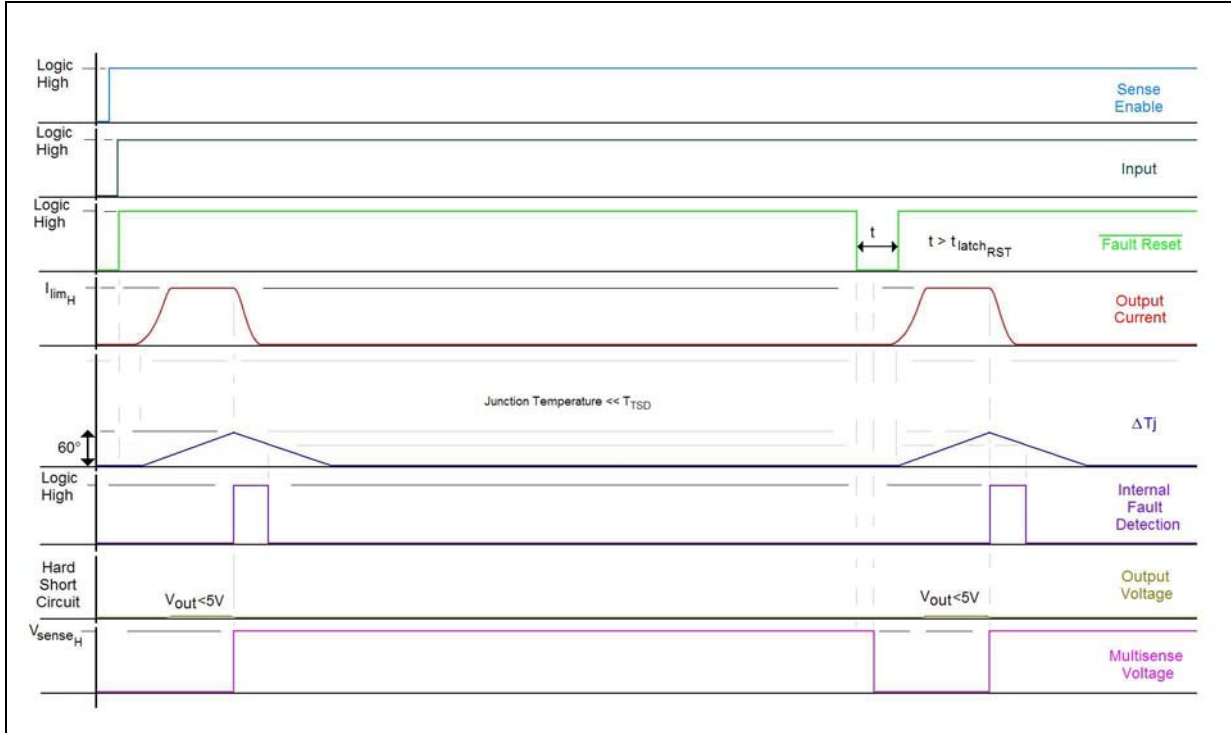 Logic
High
Sense
Enable
Logic
High
Input
Logic
High
t
t > tlatchRST
Fault Reset
IlimH
Output
Current
Junction Temperature << TTSD
ΔTj
60°
Logic
High
Internal
Fault
Detection
Hard
Short
Circuit
Vout<5V
Vout<5V
Output
Voltage
VsenseH
Multisense
Voltage